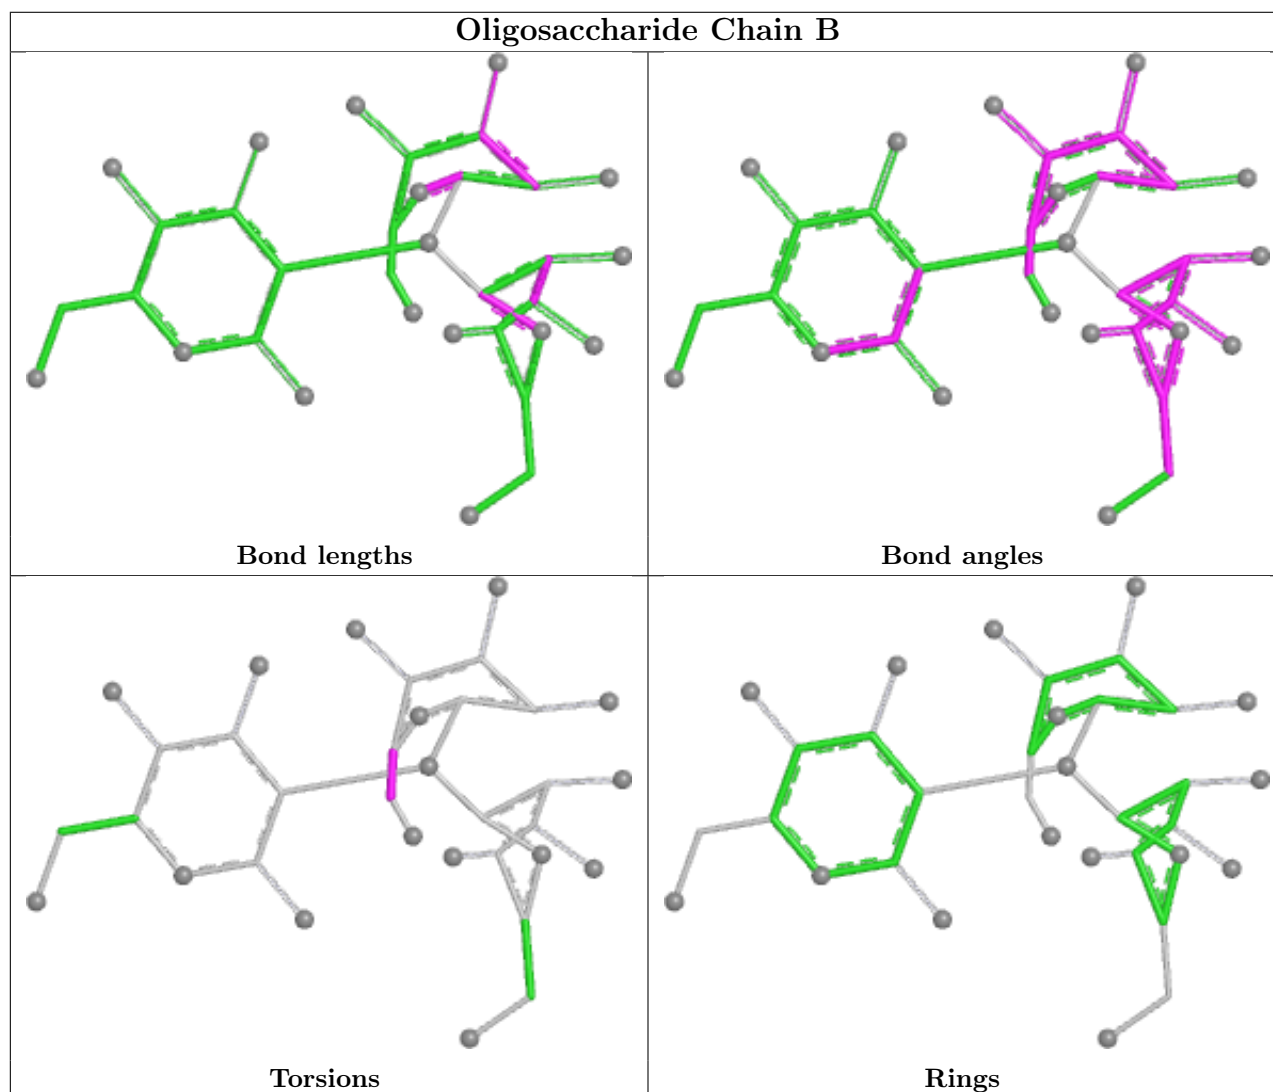 Oligosaccharide Chain B
Bond lengths
Bond angles
Torsions
Rings